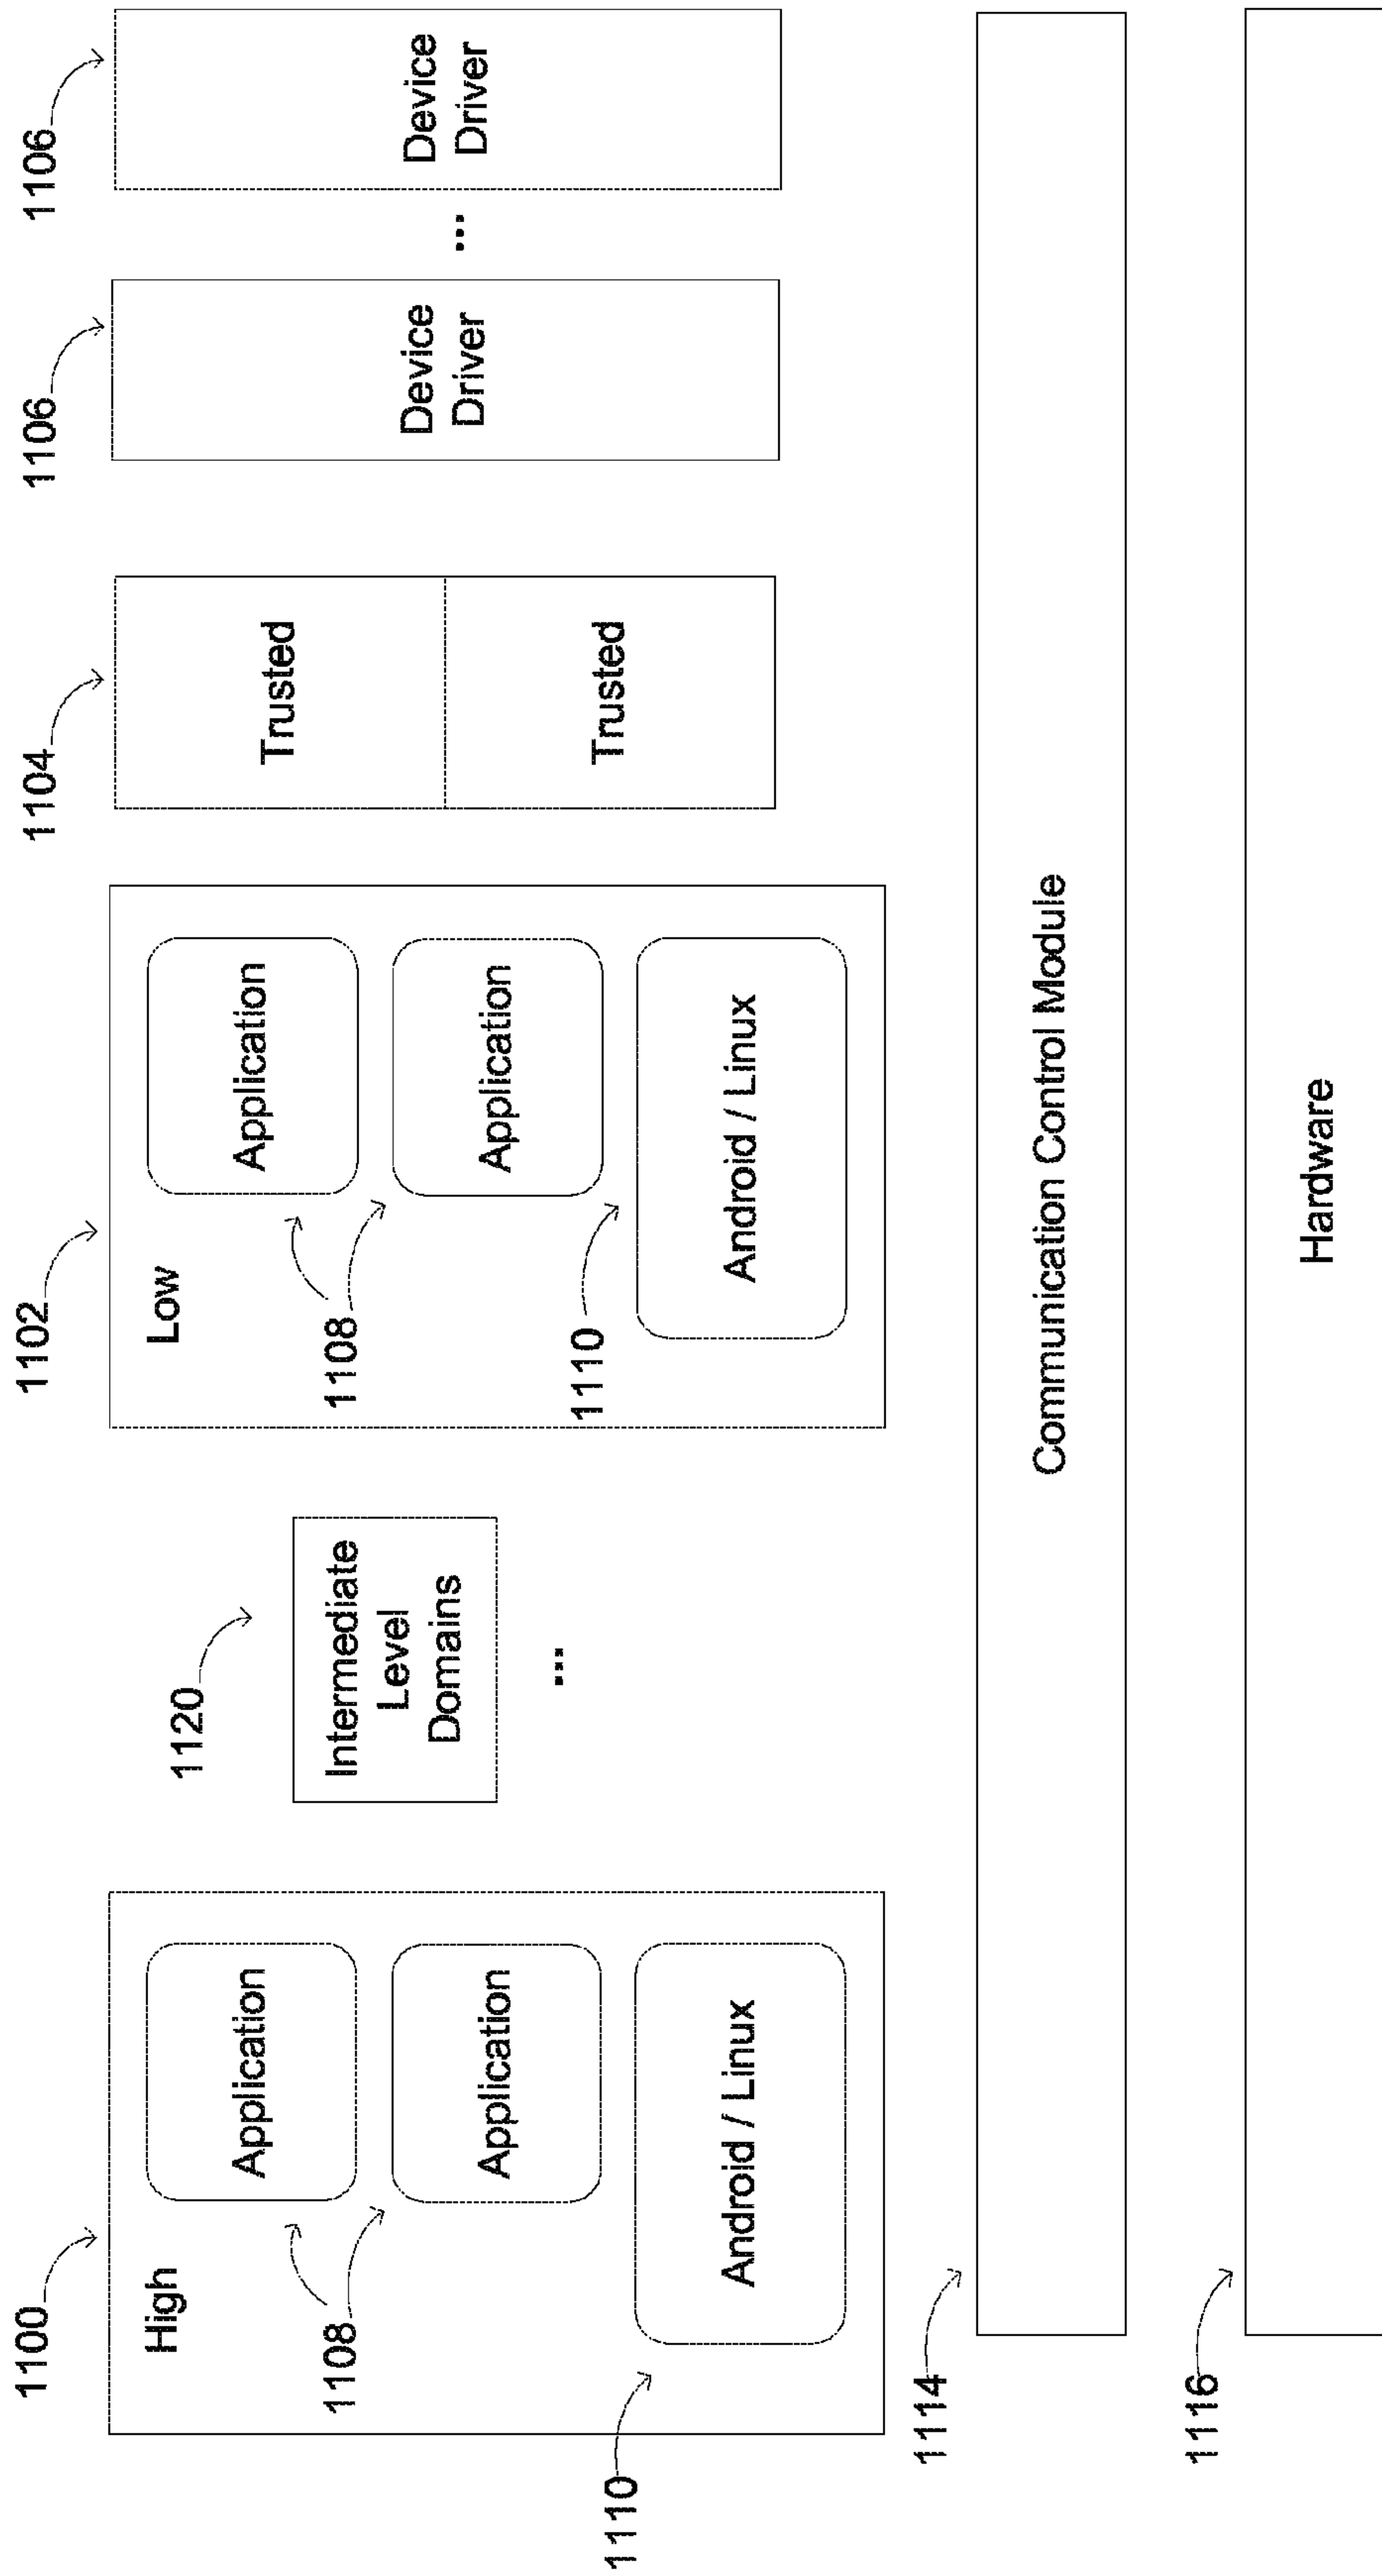 1100
High
Application
1108
Application
1110
Android / Linux
1120
Intermediate
Level
Domains
...
1102
Low
Application
1108
Application
1110
Android / Linux
1104
Trusted
Trusted
1106
Device
Driver
...
1106
Device
Driver
1114
Communication Control Module
1116
Hardware